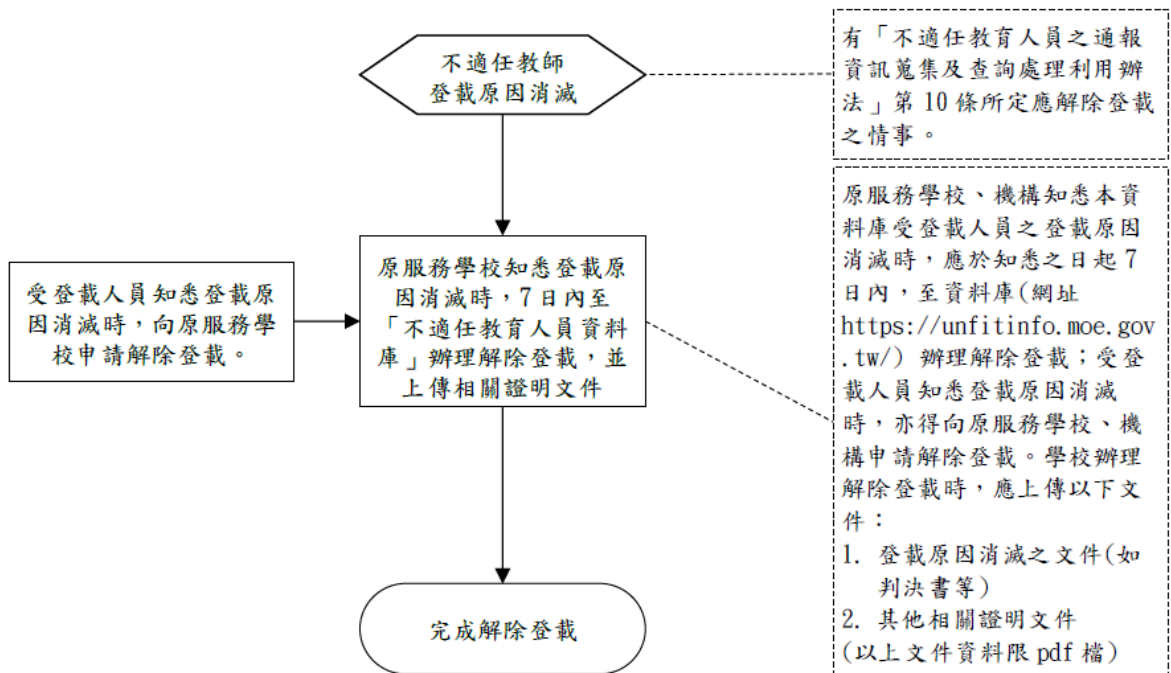 不適任教師
登載原因消滅
有「不適任教育人員之通報
資訊蒐集及查詢處理利用辦
法」第 10 條所定應解除登載
之情事。
受登載人員知悉登載原
因消滅時，向原服務學
校申請解除登載。
原服務學校知悉登載原
因消滅時，7 日內至
「不適任教育人員資料
庫」辦理解除登載，並
上傳相關證明文件
原服務學校、機構知悉本資
料庫受登載人員之登載原因
消滅時，應於知悉之日起 7
日內，至資料庫(網址
https://unfitinfo.moe.gov
.tw/) 辦理解除登載；受登
載人員知悉登載原因消滅
時，亦得向原服務學校、機
構申請解除登載。學校辦理
解除登載時，應上傳以下文
件：
1. 登載原因消滅之文件(如
判決書等)
2. 其他相關證明文件
(以上文件資料限 pdf 檔)
完成解除登載